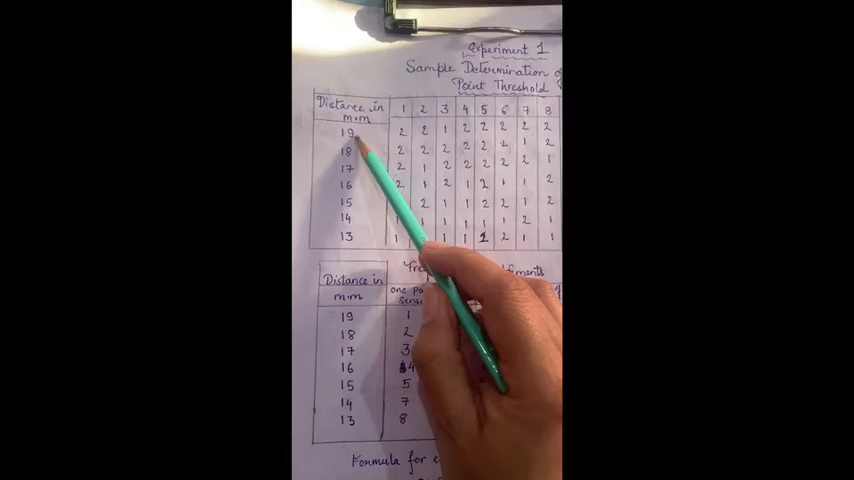 Experiment 1
Sample Determination of
Point Threshold
Distance in m.m 1 2 3 4 5 6 7 8
19 2 2 1 2 2 2 2 2
18 2 2 2 2 2 2 1 2
17 2 1 2 2 2 2 2 1
16 2 1 2 1 2 1 1 2
15 2 1 1 2 2 1 2
14 1 1 1 1 1 1 2 1
13 1 1 1 1 2 1 1
Distance in m.m one
19 1
18 2
17 3
16 4
15 5
14 7
13 8
Formula for